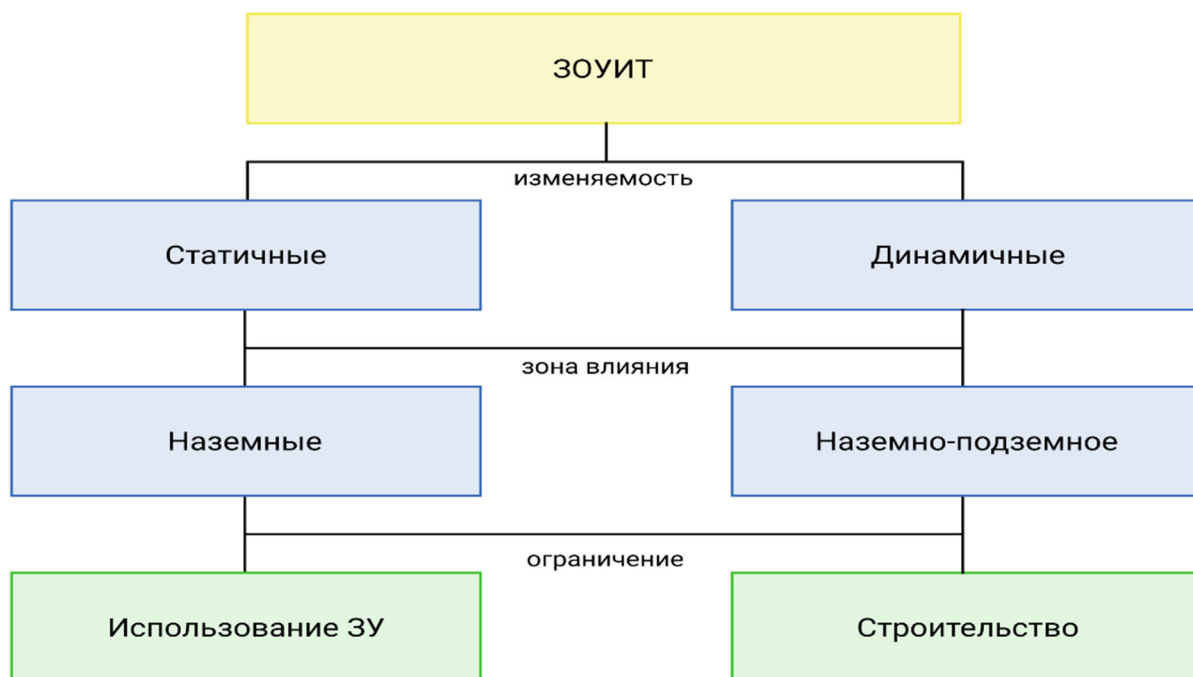 ЗОУИТ
изменяемость
Статичные
Динамичные
зона влияния
Наземные
Наземно-подземное
ограничение
Использование ЗУ
Строительство